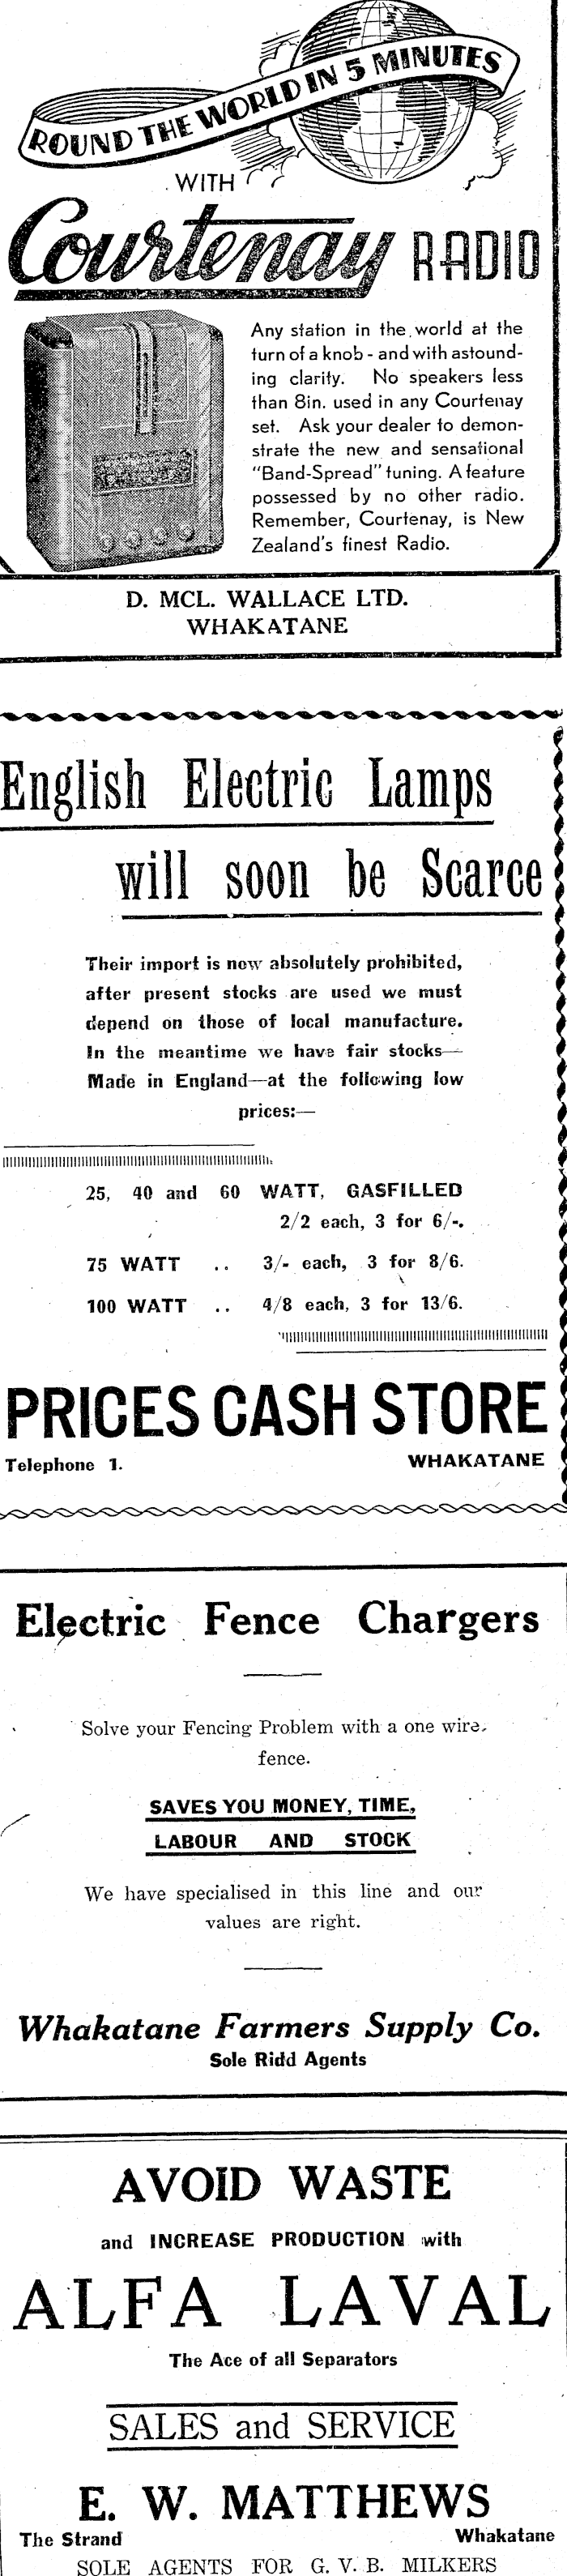 ROUND THE WORLD IN 5 MINUTES
WITH
Courtenay RADIO
Any station in the world at the
turn of a knob - and with astound-
ing clarity. No speakers less
than 8in. used in any Courtenay
set. Ask your dealer to demon-
strate the new and sensational
"Band-Spread" tuning. A feature
possessed by no other radio.
Remember, Courtenay, is New
Zealand's finest Radio.
D. MCL. WALLACE LTD.
WHAKATANE
English Electric Lamps
will soon be Scarce
Their import is now absolutely prohibited,
after present stocks are used we must
depend on those of local manufacture.
In the meantime we have fair stocks—
Made in England—at the following low
prices:—
25, 40 and 60 WATT, GASFILLED
2/2 each, 3 for 6/-.
75 WATT .. 3/- each, 3 for 8/6.
100 WATT .. 4/8 each, 3 for 13/6.
PRICES CASH STORE
Telephone 1. WHAKATANE
Electric Fence Chargers
Solve your Fencing Problem with a one wire
fence.
SAVES YOU MONEY, TIME,
LABOUR AND STOCK
We have specialised in this line and our
values are right.
Whakatane Farmers Supply Co.
Sole Ridd Agents
AVOID WASTE
and INCREASE PRODUCTION with
ALFA LAVAL
The Ace of all Separators
SALES and SERVICE
E. W. MATTHEWS
The Strand Whakatane
SOLE AGENTS FOR G. V. B. MILKERS